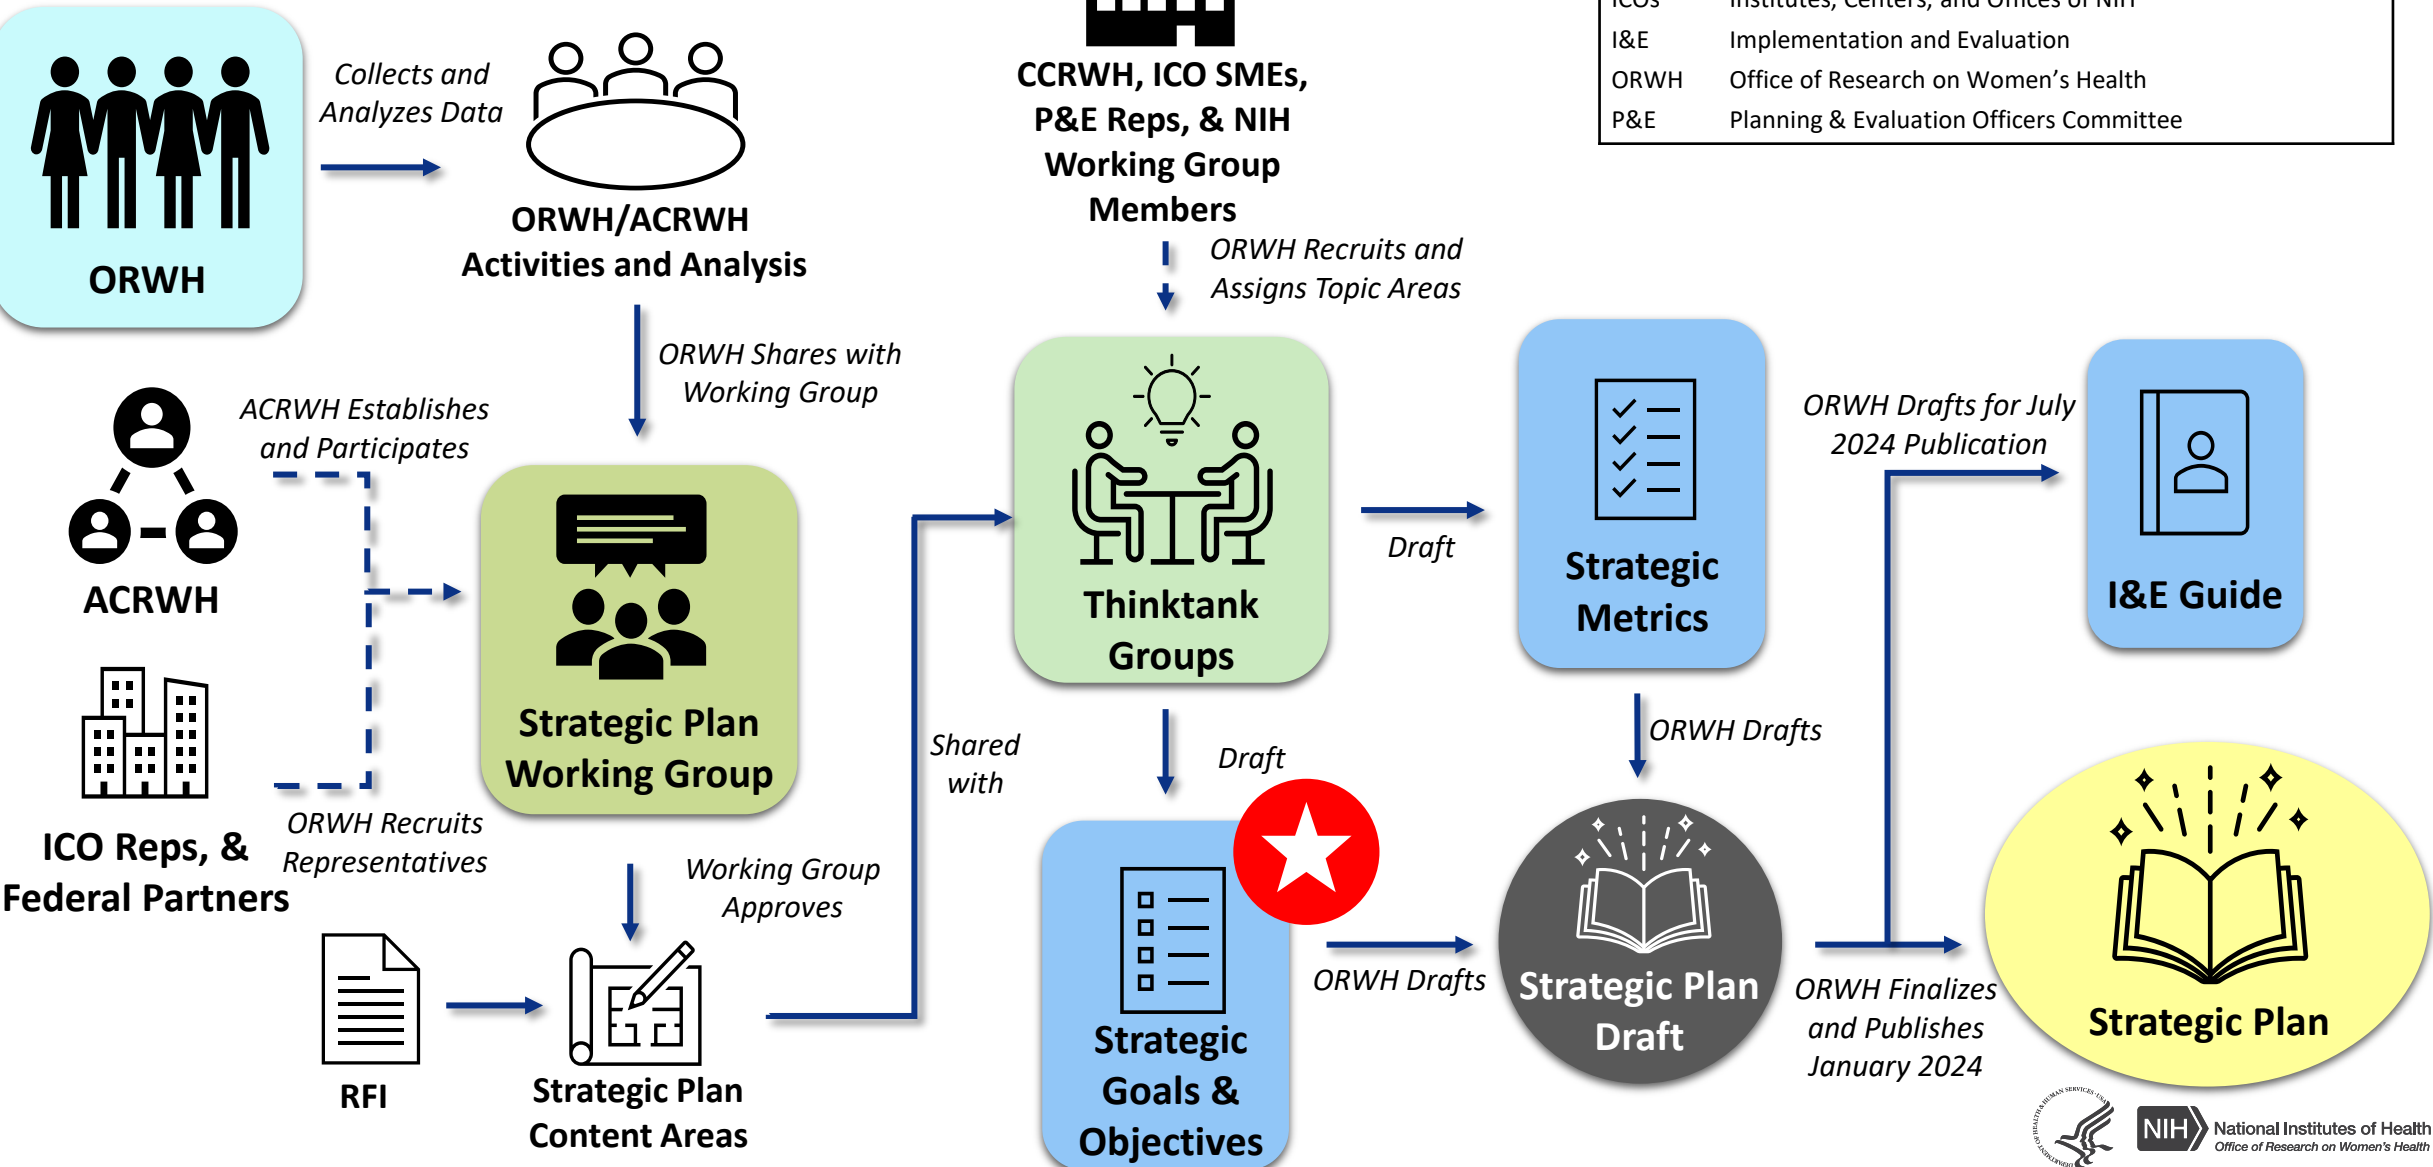 ICOs Institutes, Centers, and Offices of NIH
I&E Implementation and Evaluation
ORWH Office of Research on Women's Health
P&E Planning & Evaluation Officers Committee
ORWH
Collects and
Analyzes Data
ORWH/ACRWH
Activities and Analysis
CCRWH, ICO SMEs,
P&E Reps, & NIH
Working Group
Members
ORWH Recruits and
Assigns Topic Areas
ORWH Shares with
Working Group
ACRWH Establishes
and Participates
ACRWH
ICO Reps, &
Federal Partners
ORWH Recruits
Representatives
Strategic Plan
Working Group
Working Group
Approves
RFI
Strategic Plan
Content Areas
Shared
with
Thinktank
Groups
Draft
Strategic
Metrics
Draft
Strategic
Goals &
Objectives
ORWH Drafts
ORWH Drafts
Strategic Plan
Draft
ORWH Drafts for July
2024 Publication
I&E Guide
ORWH Finalizes
and Publishes
January 2024
Strategic Plan
NIH National Institutes of Health
Office of Research on Women's Health